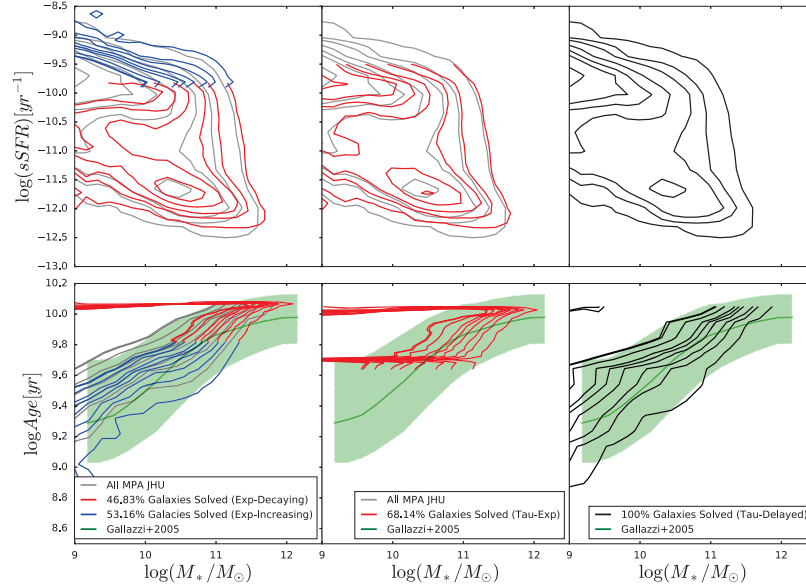 log(sSFR)[yr⁻¹]
−8.5
−9.0
−9.5
−10.0
−10.5
−11.0
−11.5
−12.0
−12.5
−13.0
logAge[yr]
10.2
10.0
9.8
9.6
9.4
9.2
9.0
8.8
8.6
All MPA JHU
46.83% Galaxies Solved (Exp-Decaying)
53.16% Galacies Solved (Exp-Increasing)
Gallazzi+2005
All MPA JHU
68.14% Galaxies Solved (Tau-Exp)
Gallazzi+2005
100% Galaxies Solved (Tau-Delayed)
Gallazzi+2005
9 10 11 12
9 10 11 12
9 10 11 12
log(M*/M⊙)
log(M*/M⊙)
log(M*/M⊙)